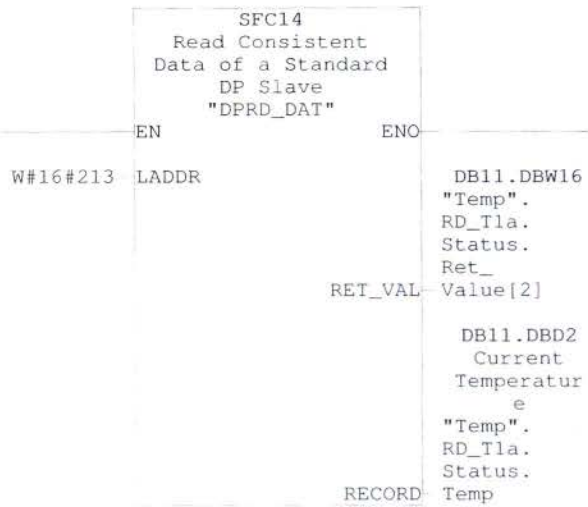 SFC14
Read Consistent
Data of a Standard
DP Slave
"DPRD_DAT"
EN ENO
W#16#213 LADDR DB11.DBW16
"Temp".
RD_Tla.
Status.
Ret_
RET_VAL Value[2]
DB11.DBD2
Current
Temperatur
e
"Temp".
RD_Tla.
Status.
RECORD Temp